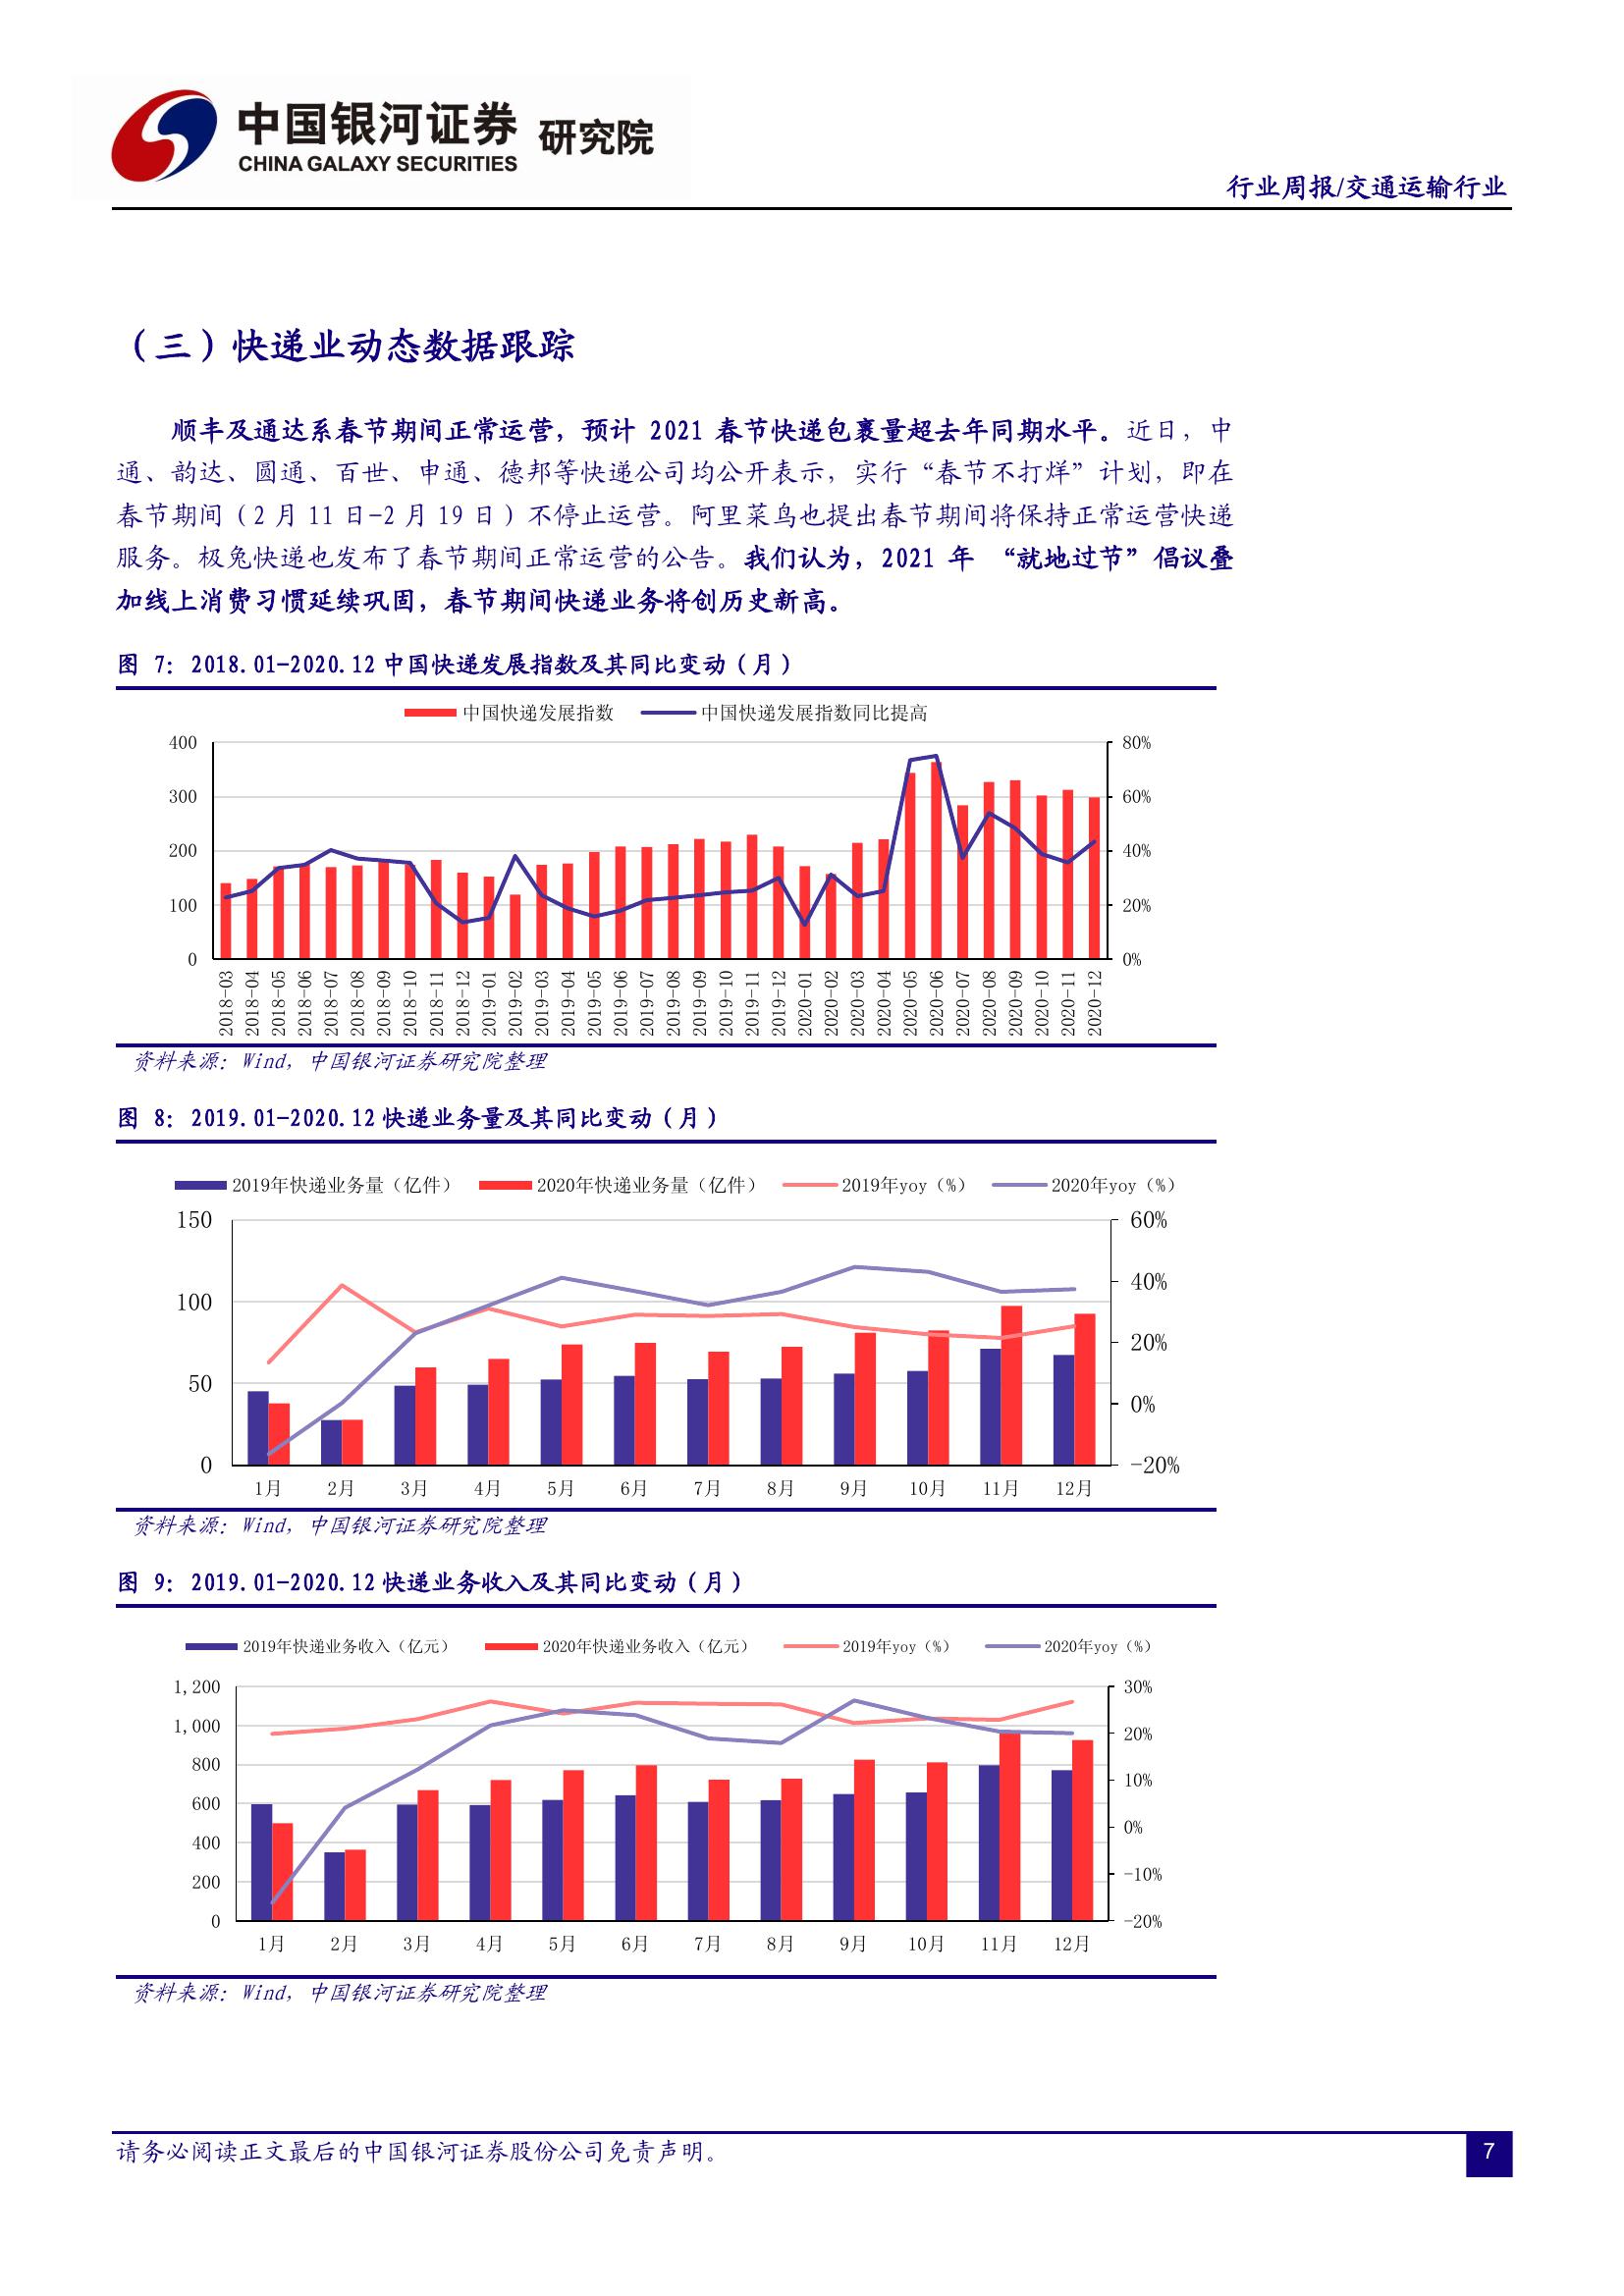 中国银河证券 研究院
CHINA GALAXY SECURITIES
行业周报/交通运输行业
（三）快递业动态数据跟踪
顺丰及通达系春节期间正常运营，预计 2021 春节快递包裹量超去年同期水平。近日，中
通、韵达、圆通、百世、申通、德邦等快递公司均公开表示，实行“春节不打烊”计划，即在
春节期间（2 月 11 日-2 月 19 日）不停止运营。阿里菜鸟也提出春节期间将保持正常运营快递
服务。极兔快递也发布了春节期间正常运营的公告。我们认为，2021 年 “就地过节”倡议叠
加线上消费习惯延续巩固，春节期间快递业务将创历史新高。
图 7: 2018.01-2020.12 中国快递发展指数及其同比变动（月）
中国快递发展指数 中国快递发展指数同比提高
400 80%
300 60%
200 40%
100 20%
0 0%
2018-03 2018-04 2018-05 2018-06 2018-07 2018-08 2018-09 2018-10 2018-11 2018-12 2019-01 2019-02 2019-03 2019-04 2019-05 2019-06 2019-07 2019-08 2019-09 2019-10 2019-11 2019-12 2020-01 2020-02 2020-03 2020-04 2020-05 2020-06 2020-07 2020-08 2020-09 2020-10 2020-11 2020-12
资料来源: Wind, 中国银河证券研究院整理
图 8: 2019.01-2020.12 快递业务量及其同比变动（月）
2019年快递业务量（亿件） 2020年快递业务量（亿件） 2019年yoy（%） 2020年yoy（%）
150 60%
40%
100
20%
50
0%
0 -20%
1月 2月 3月 4月 5月 6月 7月 8月 9月 10月 11月 12月
资料来源: Wind, 中国银河证券研究院整理
图 9: 2019.01-2020.12 快递业务收入及其同比变动（月）
2019年快递业务收入（亿元） 2020年快递业务收入（亿元） 2019年yoy（%） 2020年yoy（%）
1,200 30%
1,000 20%
800
10%
600
0%
400
-10%
200
0 -20%
1月 2月 3月 4月 5月 6月 7月 8月 9月 10月 11月 12月
资料来源: Wind, 中国银河证券研究院整理
请务必阅读正文最后的中国银河证券股份公司免责声明。
7